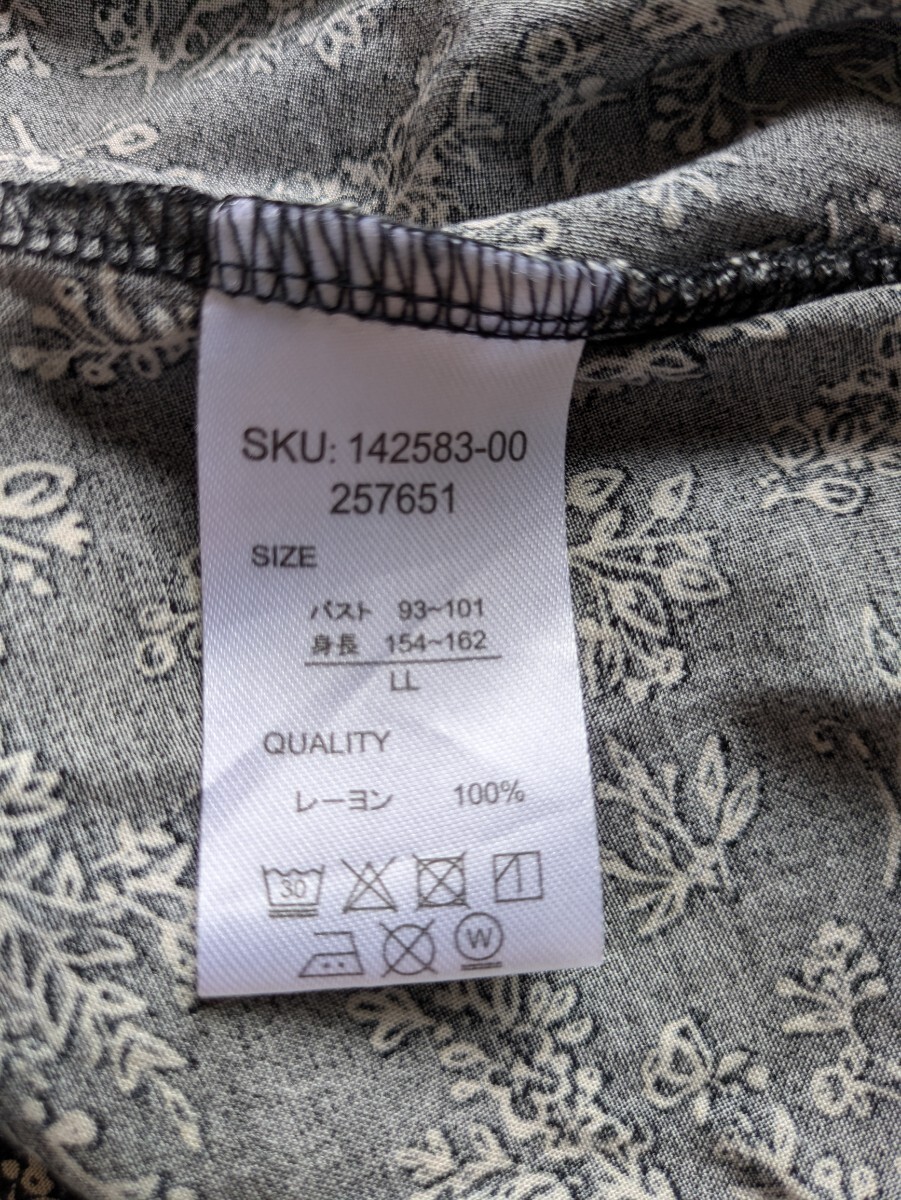 SKU: 142583-00
257651
SIZE
バスト 93~101
身長 154~162
LL
QUALITY
レーヨン 100%
30
W